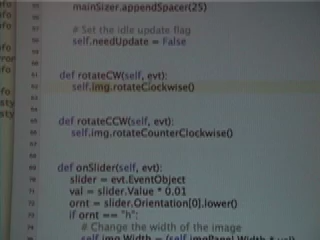 mainSizer.appendSpacer(25)
# Set the idle update flag
self.needUpdate = False
def rotateCW(self, evt):
self.img.rotateClockwise()
def rotateCCW(self, evt):
self.img.rotateCounterClockwise()
def onSlider(self, evt):
slider = evt.EventObject
val = slider.Value * 0.01
ornt = slider.Orientation[0].lower()
if ornt == "h":
# Change the width of the image